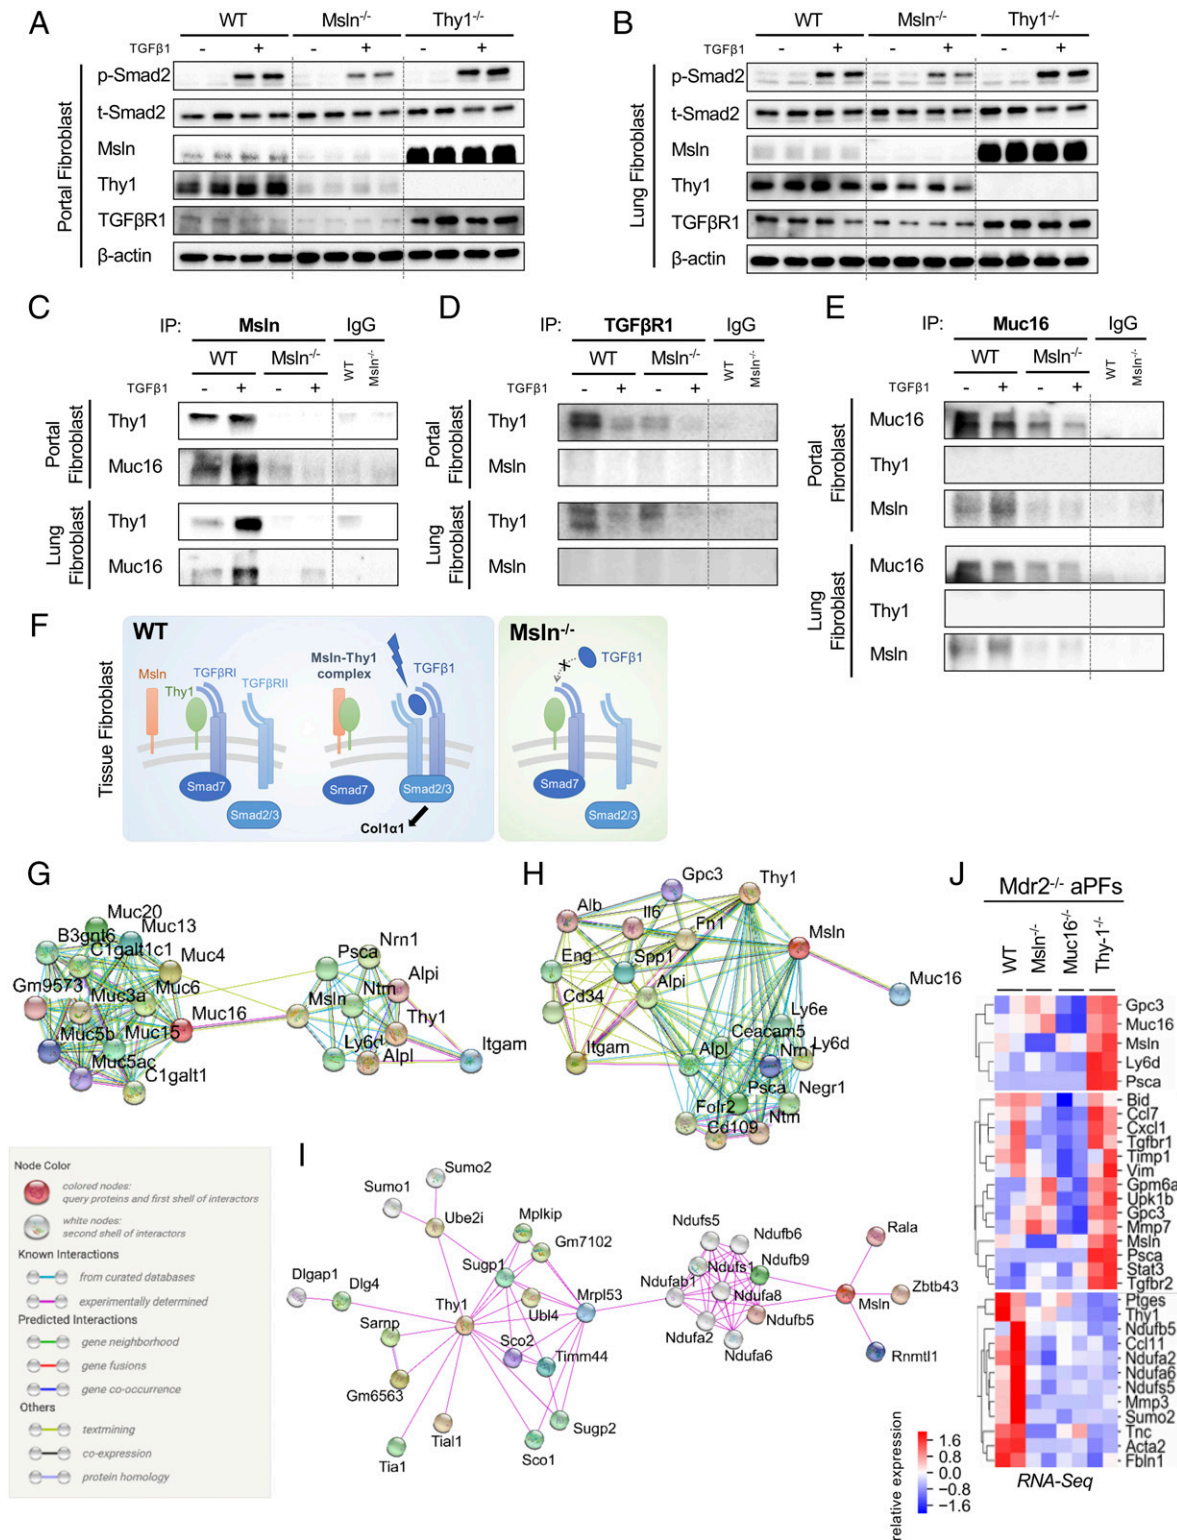 A
WT Msln-/- Thy1-/-
TGFβ1 - + - + - +
Portal Fibroblast
p-Smad2
t-Smad2
Msln
Thy1
TGFβR1
β-actin
B
WT Msln-/- Thy1-/-
TGFβ1 - + - + - +
Lung Fibroblast
p-Smad2
t-Smad2
Msln
Thy1
TGFβR1
β-actin
C
IP: Msln IgG
WT Msln-/- WT Msln-/-
TGFβ1 - + - +
Portal Fibroblast
Thy1
Muc16
Lung Fibroblast
Thy1
Muc16
D
IP: TGFβR1 IgG
WT Msln-/- WT Msln-/-
TGFβ1 - + - +
Portal Fibroblast
Thy1
Msln
Lung Fibroblast
Thy1
Msln
E
IP: Muc16 IgG
WT Msln-/- WT Msln-/-
TGFβ1 - + - +
Portal Fibroblast
Muc16
Thy1
Msln
Lung Fibroblast
Muc16
Thy1
Msln
F
Tissue Fibroblast
WT
Msln
TGFβRI
Thy1
TGFβRII
Smad7
Smad2/3
Msln-Thy1
complex
TGFβ1
Smad7
Smad2/3
Col1α1
Msln-/-
x
TGFβ1
Smad7
Smad2/3
G
Muc20
Muc13
B3gnt6
C1galt1c1
Muc4
Gm9573
Muc3a
Muc6
Muc16
Muc5b
Muc15
Muc5ac
C1galt1
Psca
Nrn1
Alpi
Msln
Ntm
Thy1
Ly6d
Alpl
Itgam
H
Gpc3
Thy1
Alb
Il6
Fn1
Msln
Eng
Spp1
Muc16
Cd34
Alpi
Ly6e
Ceacam5
Itgam
Alpl
Nrn1
Ly6d
Psca
Negr1
Folr2
Ntm
Cd109
Node Color
colored nodes:
query proteins and first shell of interactors
white nodes:
second shell of interactors
Known Interactions
from curated databases
experimentally determined
Predicted Interactions
gene neighborhood
gene fusions
gene co-occurrence
Others
textmining
co-expression
protein homology
I
Sumo2
Sumo1
Ube2i
Mplkip
Gm7102
Dlgap1
Dlg4
Sugp1
Thy1
Ubl4
Mrpl53
Sarnp
Sco2
Timm44
Gm6563
Tial1
Sugp2
Tia1
Sco1
Ndufs5
Ndufb6
Ndufs1
Ndufb9
Ndufab1
Ndufa8
Ndufb5
Ndufa2
Ndufa6
Rala
Zbtb43
Msln
Rnmtl1
J
Mdr2-/- aPFs
WT
Msln-/-
Muc16-/-
Thy-1-/-
Gpc3
Muc16
Msln
Ly6d
Psca
Bid
Ccl7
Cxcl1
Tgfbr1
Timp1
Vim
Gpm6a
Upk1b
Gpc3
Mmp7
Msln
Psca
Stat3
Tgfbr2
Ptges
Thy1
Ndufb5
Ccl11
Ndufa2
Ndufa6
Ndufs5
Mmp3
Sumo2
Tnc
Acta2
Fbln1
RNA-Seq
relative expression
1.6
0.8
0.0
−0.8
−1.6